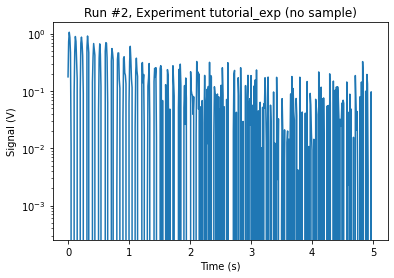 Run #2, Experiment tutorial_exp (no sample)
Signal (V)
10⁰
10⁻¹
10⁻²
10⁻³
0 1 2 3 4 5
Time (s)